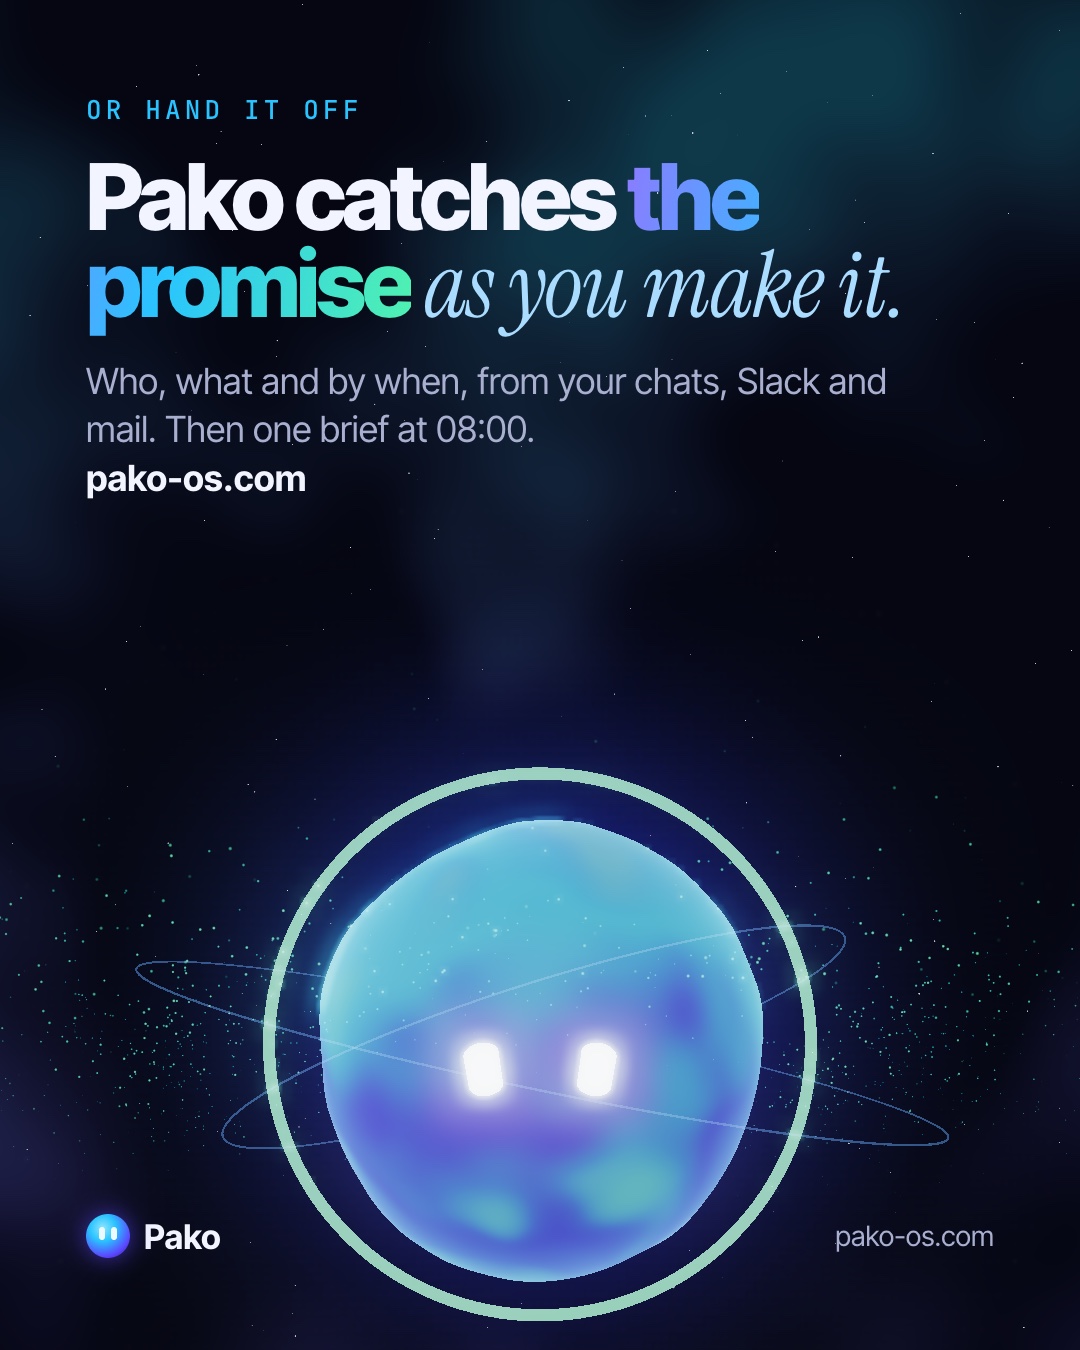 OR HAND IT OFF
Pako catches the
promise as you make it.
Who, what and by when, from your chats, Slack and
mail. Then one brief at 08:00.
pako-os.com
Pako
pako-os.com